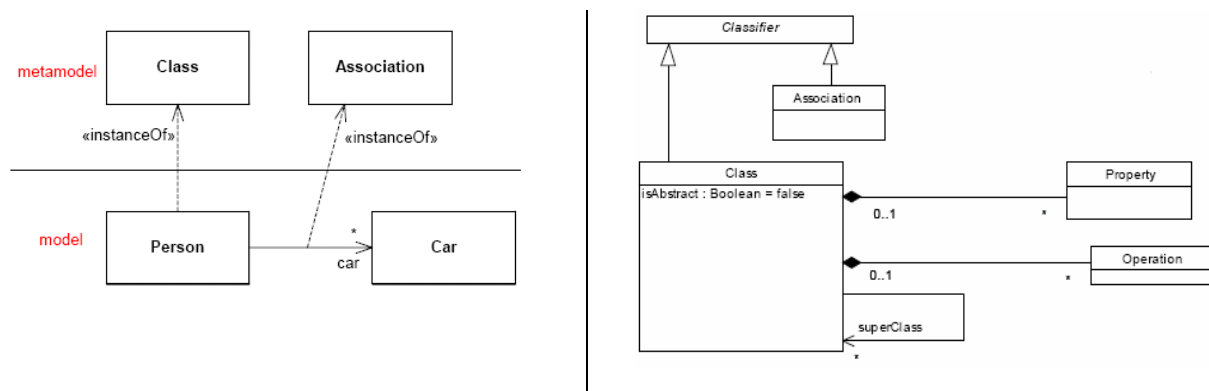 metamodel
Class
Association
«instanceOf»
«instanceOf»
model
Person
*
car
Car
Classifier
Association
Class
isAbstract : Boolean = false
Property
0..1
*
Operation
0..1
*
superClass
*